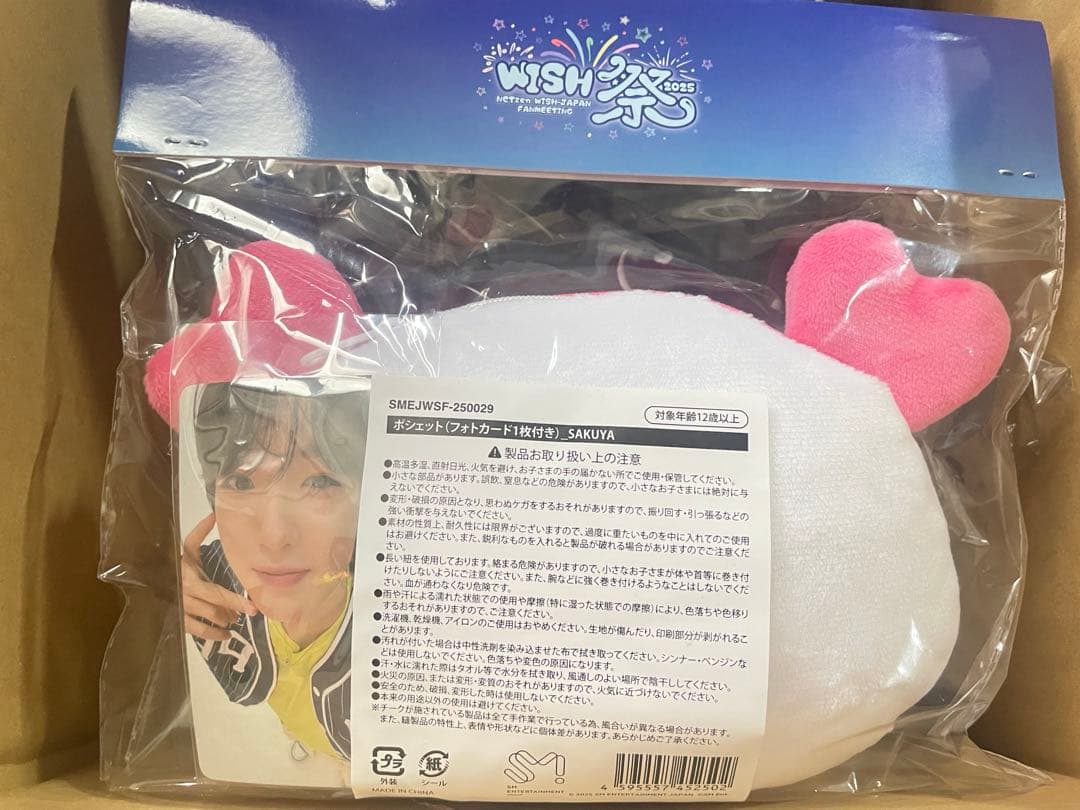 WISH祭2025
NCTzen WISH-JAPAN
FANMEETING
SMEJWSF-250029
対象年齢12歳以上
ポシェット（フォトカード1枚付き）_SAKUYA
製品お取り扱い上の注意
●高温多湿、直射日光、火気を避け、お子さまの手の届かない所でご使用・保管してください。
●小さな部品があります。誤飲、窒息などの危険がありますので、小さなお子さまには絶対に与
えないでください。
●変形・破損の原因となり、思わぬケガをするおそれがありますので、振り回す・引っ張るなどの
強い衝撃を与えないでください。
●素材の性質上、耐久性には限界がございますので、過度に重たいものを中に入れてのご使用
はお避けください。また、鋭利なものを入れると製品が破れる場合がありますのでご注意くださ
い。
●長い紐を使用しております。絡まる危険がありますので、小さなお子さまが体や首等に巻き付
けたりしないようにご注意ください。また、腕などに強く巻き付けるようなことはしないでくだ
さい。血が通わなくなり危険です。
●雨や汗による濡れた状態での使用や摩擦（特に湿った状態での摩擦）により、色落ちや色移り
するおそれがありますので、ご注意ください。
●洗濯機、乾燥機、アイロンのご使用はおやめください。生地が傷んだり、印刷部分が剥がれるこ
とがあります。
●汚れが付いた場合は中性洗剤を染み込ませた布で拭き取ってください。シンナー・ベンジンな
どは使用しないでください。色落ちや変色の原因になります。
●汗・水に濡れた際はタオル等で水分を拭き取り、風通しのよい場所で陰干ししてください。
●火災の原因、または変形・変質のおそれがありますので、火気に近づけないでください。
●安全のため、破損、変形した時は使用しないでください。
●本来の用途以外の使用は避けてください。
※チークが施されている製品は全て手作業で行っている為、風合いが異なる場合があります。
また、縫製品の特性上、表情や形状などに個体差があります。あらかじめご了承ください。
プラ
外装
紙
シール
MADE IN CHINA
SM
ENTERTAINMENT
4 595557 452502
© 2025 SM ENTERTAINMENT JAPAN